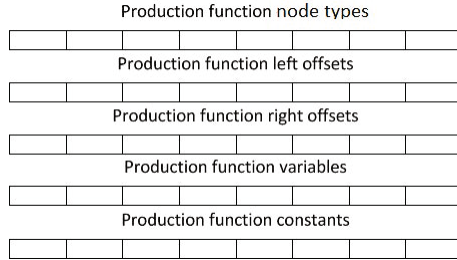 Production function node types
Production function left offsets
Production function right offsets
Production function variables
Production function constants